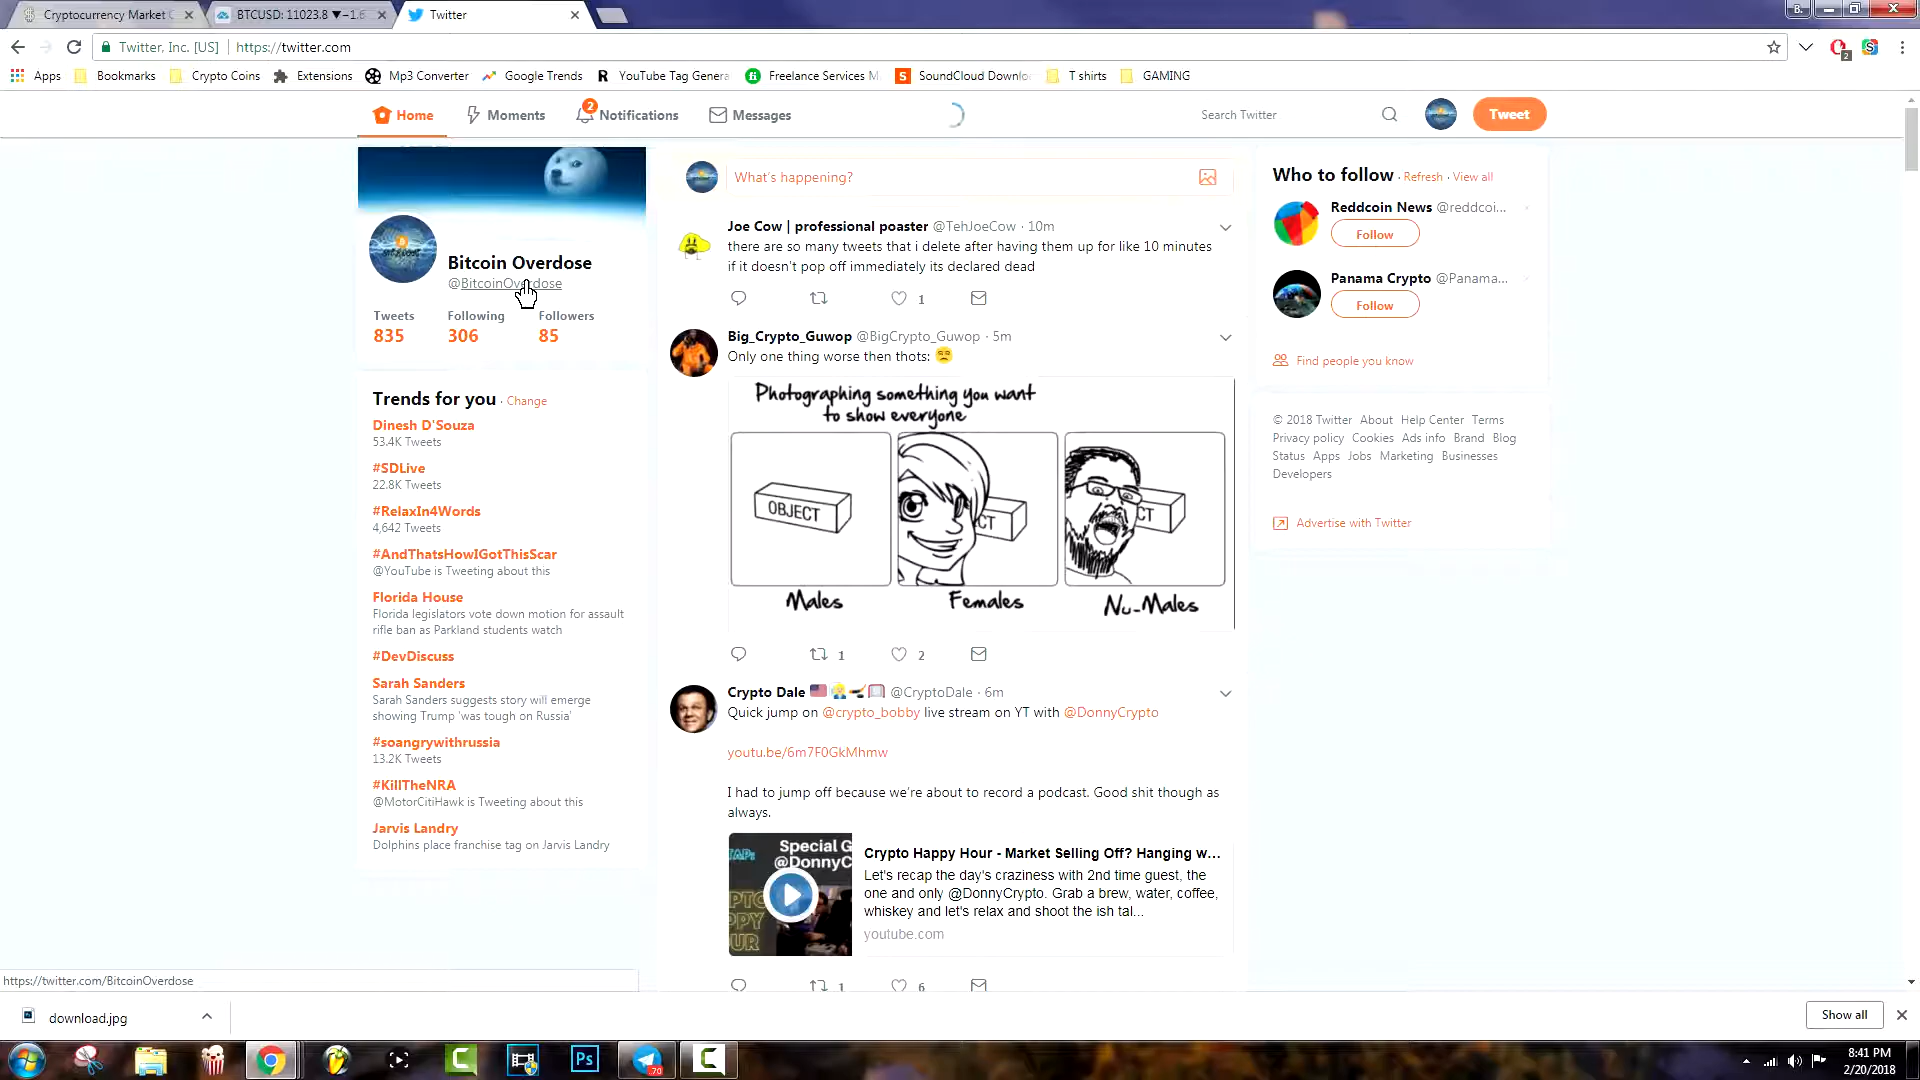 Cryptocurrency Market C
BTCUSD: 11023.8 ▼−1.6
Twitter
B.
Twitter, Inc. [US]
https://twitter.com
2
Apps
Bookmarks
Crypto Coins
Extensions
Mp3 Converter
Google Trends
YouTube Tag Genera
Freelance Services M
SoundCloud Downlo
T shirts
GAMING
Home
Moments
2
Notifications
Messages
Search Twitter
Tweet
Bitcoin Overdose
@BitcoinOverdose
Tweets
Following
Followers
835
306
85
Trends for you · Change
Dinesh D'Souza
53.4K Tweets
#SDLive
22.8K Tweets
#RelaxIn4Words
4,642 Tweets
#AndThatsHowIGotThisScar
@YouTube is Tweeting about this
Florida House
Florida legislators vote down motion for assault
rifle ban as Parkland students watch
#DevDiscuss
Sarah Sanders
Sarah Sanders suggests story will emerge
showing Trump 'was tough on Russia'
#soangrywithrussia
13.2K Tweets
#KillTheNRA
@MotorCitiHawk is Tweeting about this
Jarvis Landry
Dolphins place franchise tag on Jarvis Landry
What's happening?
Joe Cow | professional poaster @TehJoeCow · 10m
there are so many tweets that i delete after having them up for like 10 minutes
if it doesn't pop off immediately its declared dead
1
Big_Crypto_Guwop @BigCrypto_Guwop · 5m
Only one thing worse then thots: 😒
Photographing something you want
to show everyone
OBJECT
CT
CT
Males
Females
Nu-Males
1
2
Crypto Dale @CryptoDale · 6m
Quick jump on @crypto_bobby live stream on YT with @DonnyCrypto
youtu.be/6m7F0GkMhmw
I had to jump off because we're about to record a podcast. Good shit though as
always.
Special G
@DonnyC
Crypto Happy Hour - Market Selling Off? Hanging w...
Let's recap the day's craziness with 2nd time guest, the
one and only @DonnyCrypto. Grab a brew, water, coffee,
whiskey and let's relax and shoot the ish tal...
youtube.com
1
6
Who to follow · Refresh · View all
Reddcoin News @reddcoi...
Follow
Panama Crypto @Panama...
Follow
Find people you know
© 2018 Twitter About Help Center Terms
Privacy policy Cookies Ads info Brand Blog
Status Apps Jobs Marketing Businesses
Developers
Advertise with Twitter
https://twitter.com/BitcoinOverdose
download.jpg
Show all
Ps
70
8:41 PM
2/20/2018